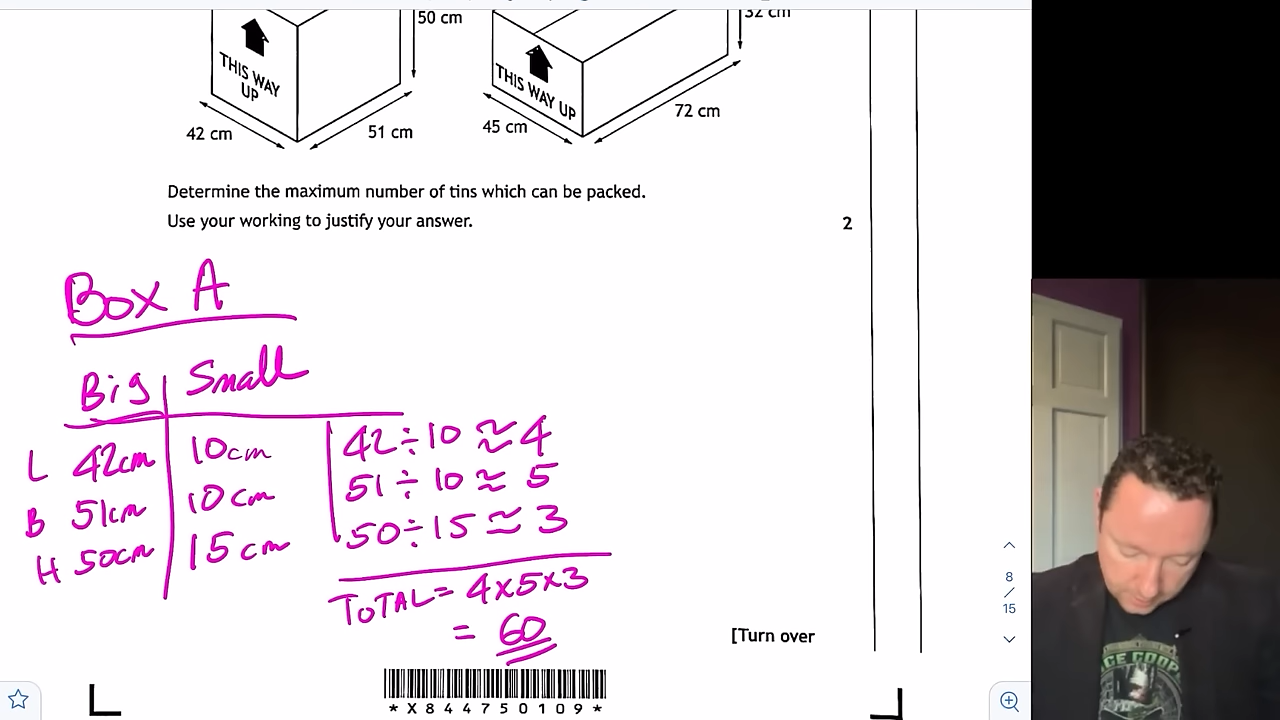 50 cm
32 cm
THIS WAY
UP
THIS WAY UP
42 cm
51 cm
45 cm
72 cm
Determine the maximum number of tins which can be packed.
Use your working to justify your answer.
2
Box A
Big Small
L 42cm 10cm 42÷10 ≈ 4
B 51cm 10cm 51÷10 ≈ 5
H 50cm 15cm 50÷15 ≈ 3
TOTAL = 4x5x3
= 60
[Turn over
8
/
15
*X844750109*